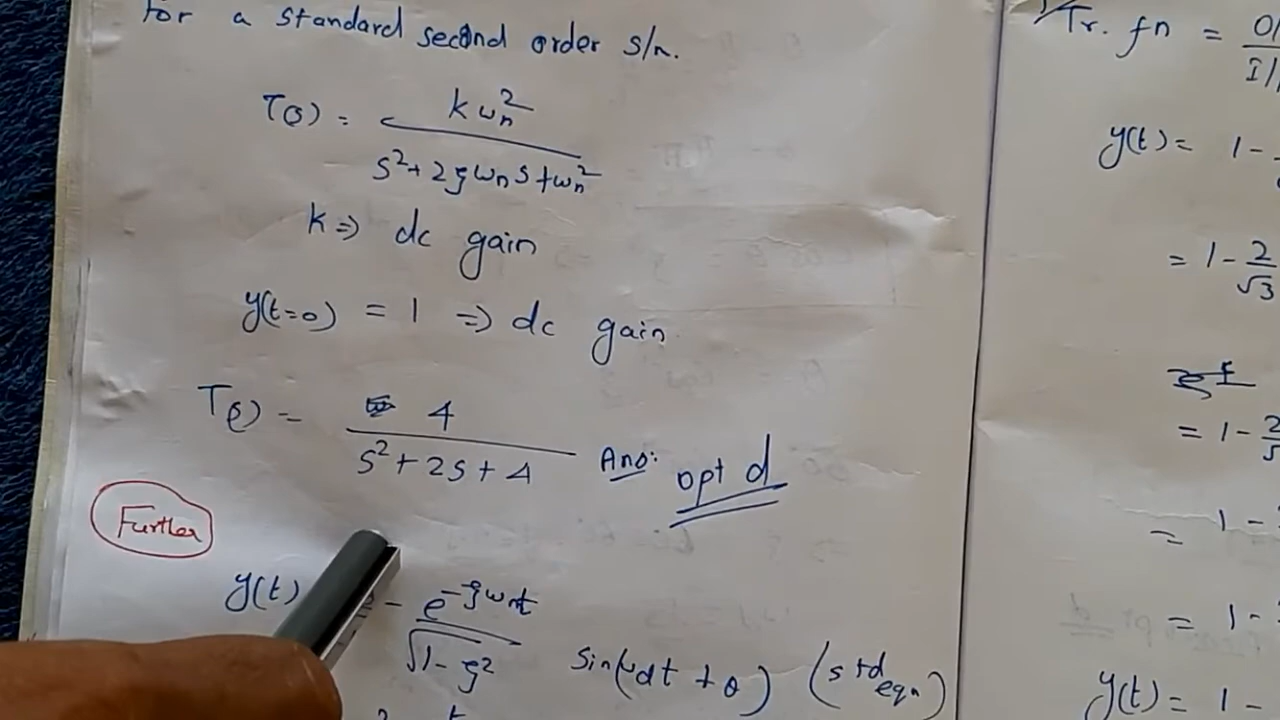 For a standard second order s/n.
T(s) = kωn² / s² + 2ζωns + ωn²
k ⇒ dc gain
y(t=0) = 1 ⇒ dc gain
T(s) = 4 / s² + 2s + 4 Ans: opt d
Further
y(t) - e^-ζωnt / √1-ζ² sin(ωdt + θ) (std eqn)
Tr. fn = O/ I/
y(t) = 1 -
= 1 - 2/√3
= 1 - 2/
= 1 -
= 1 -
y(t) = 1 -